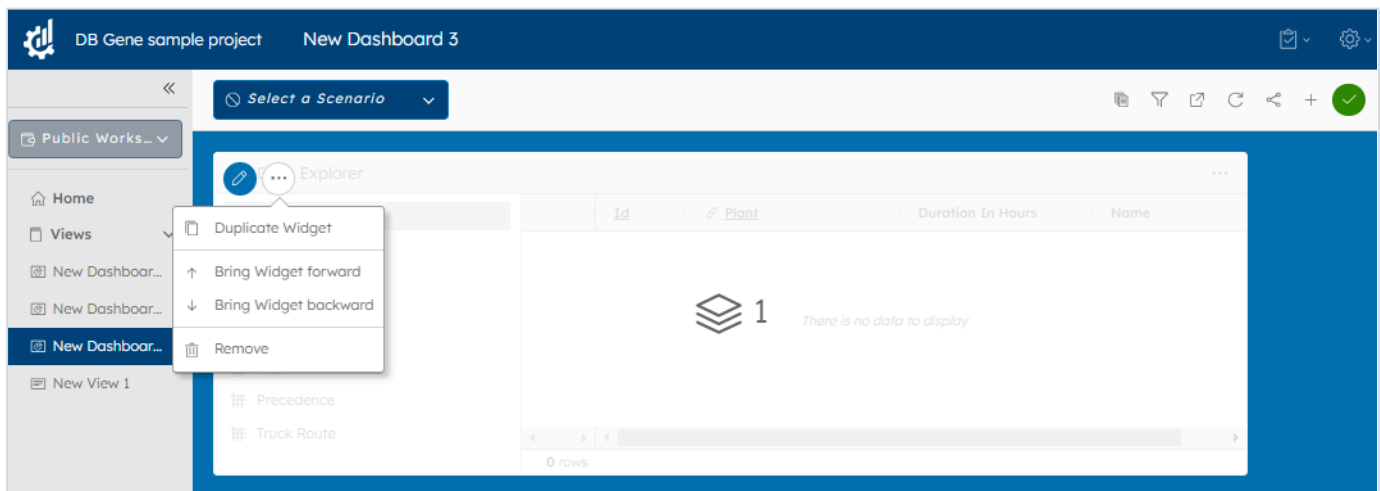 DB Gene sample project New Dashboard 3
Select a Scenario
Public Works...
Home
Views
New Dashboar...
New Dashboar...
New Dashboar...
New View 1
Explorer
Duplicate Widget
Bring Widget forward
Bring Widget backward
Remove
Precedence
Truck Route
Id Plant Duration In Hours Name
1
There is no data to display
0 rows